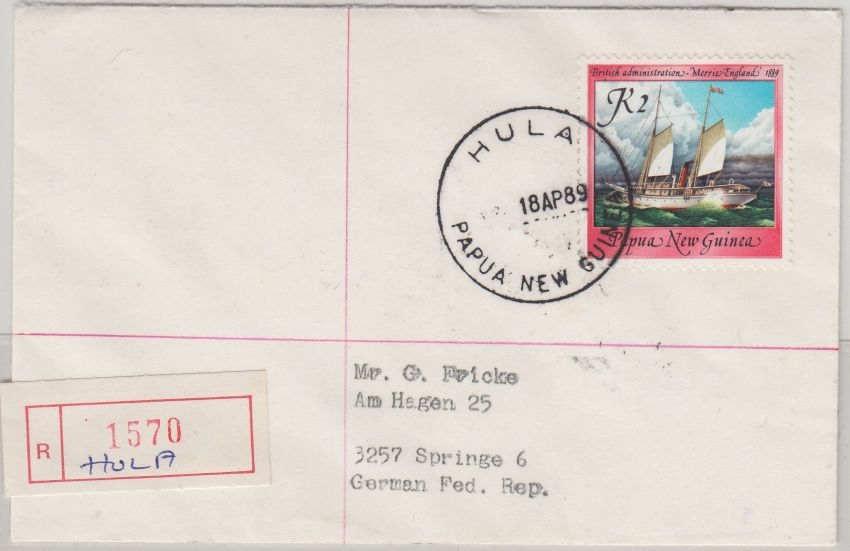 British administration - 'Merrie England' 1889
K2
Papua New Guinea
HULA
18AP89
PAPUA NEW GUINEA
Mr. G. Fricke
Am Hagen 25
3257 Springe 6
German Fed. Rep.
R 1570
HULA